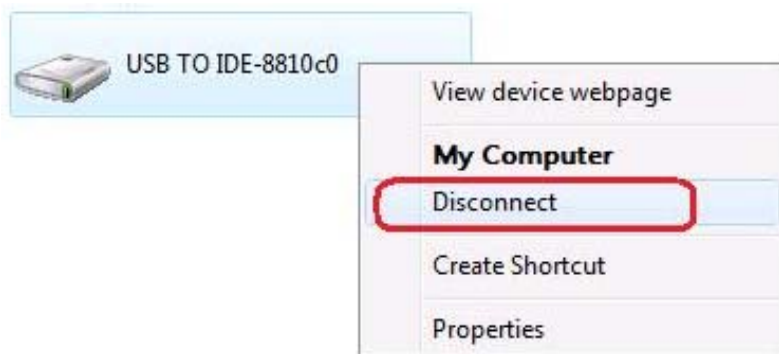 USB TO IDE-8810c0
View device webpage
My Computer
Disconnect
Create Shortcut
Properties